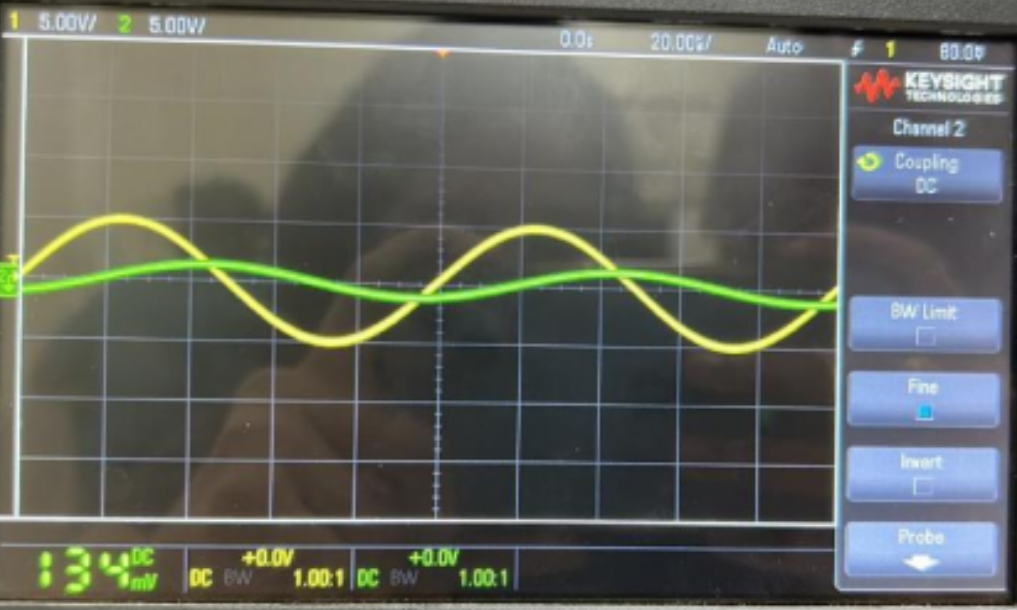 1 5.00V/ 2 5.00V/ 0.0s 20.00%/ Auto 1 80.0%
KEYSIGHT
TECHNOLOGIES
Channel 2
Coupling
DC
BW Limit
Fine
Invert
Probe
134 DC mV
+0.0V
DC BW 1.00:1
+0.0V
DC BW 1.00:1